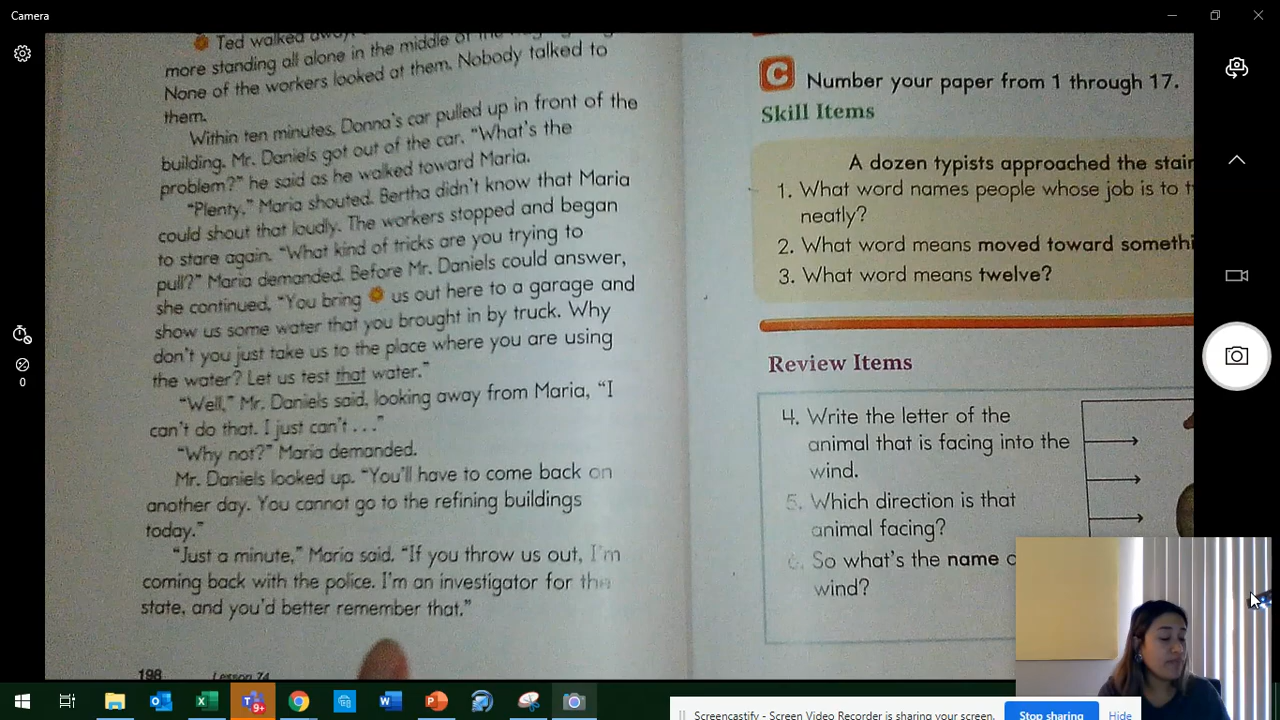 Camera
Ted walked away,
more standing all alone in the middle of the
None of the workers looked at them. Nobody talked to
them.
Within ten minutes, Donna's car pulled up in front of the
building. Mr. Daniels got out of the car. "What's the
problem?" he said as he walked toward Maria.
"Plenty," Maria shouted. Bertha didn't know that Maria
could shout that loudly. The workers stopped and began
to stare again. "What kind of tricks are you trying to
pull?" Maria demanded. Before Mr. Daniels could answer,
she continued, "You bring us out here to a garage and
show us some water that you brought in by truck. Why
don't you just take us to the place where you are using
the water? Let us test that water."
"Well," Mr. Daniels said, looking away from Maria, "I
can't do that. I just can't . . ."
"Why not?" Maria demanded.
Mr. Daniels looked up. "You'll have to come back on
another day. You cannot go to the refining buildings
today."
"Just a minute," Maria said. "If you throw us out, I'm
coming back with the police. I'm an investigator for the
state, and you'd better remember that."
198 Lesson 74
C Number your paper from 1 through 17.
Skill Items
A dozen typists approached the stair
1. What word names people whose job is to t
neatly?
2. What word means moved toward somethi
3. What word means twelve?
Review Items
4. Write the letter of the
animal that is facing into the
wind.
5. Which direction is that
animal facing?
6. So what's the name o
wind?
0
9+
Screencastify - Screen Video Recorder is sharing your screen.
Stop sharing
Hide